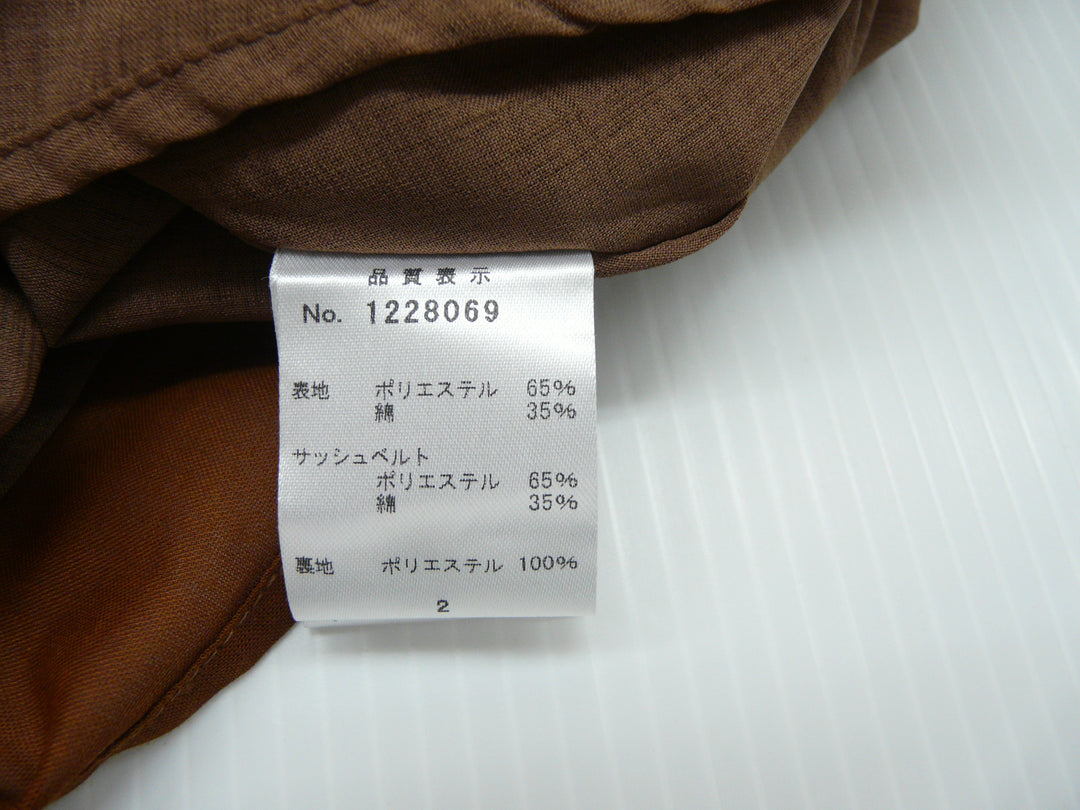 品質表示
No. 1228069
表地 ポリエステル 65%
綿 35%
サッシュベルト
ポリエステル 65%
綿 35%
裏地 ポリエステル 100%
2